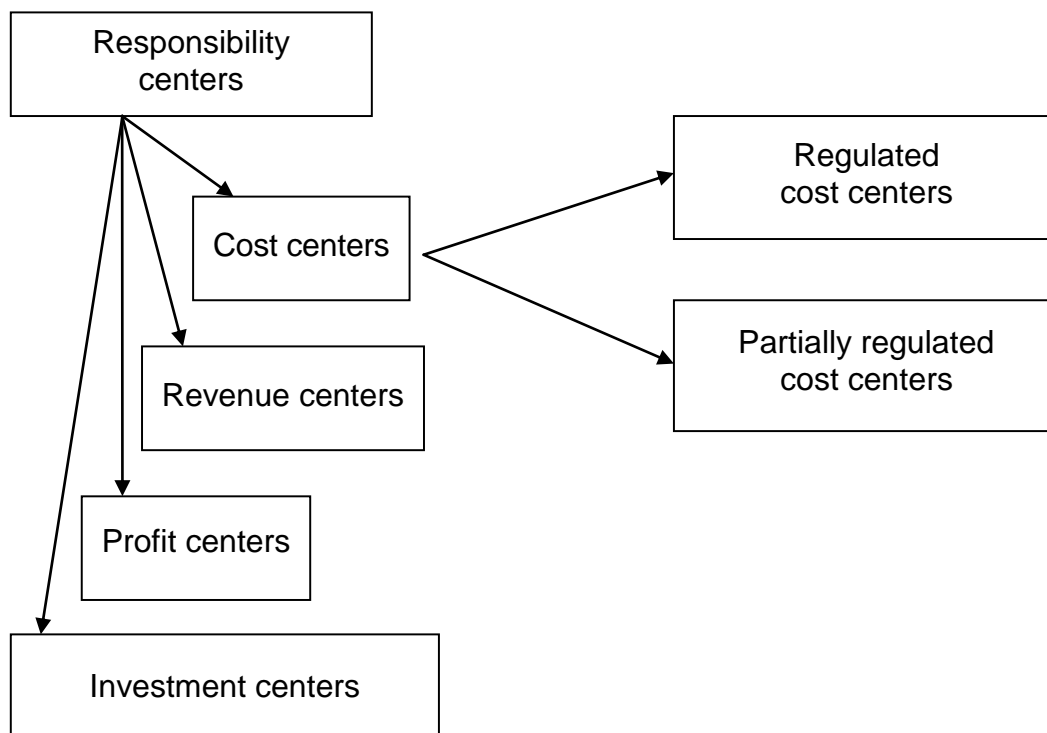 Responsibility
centers
Regulated
cost centers
Cost centers
Partially regulated
cost centers
Revenue centers
Profit centers
Investment centers